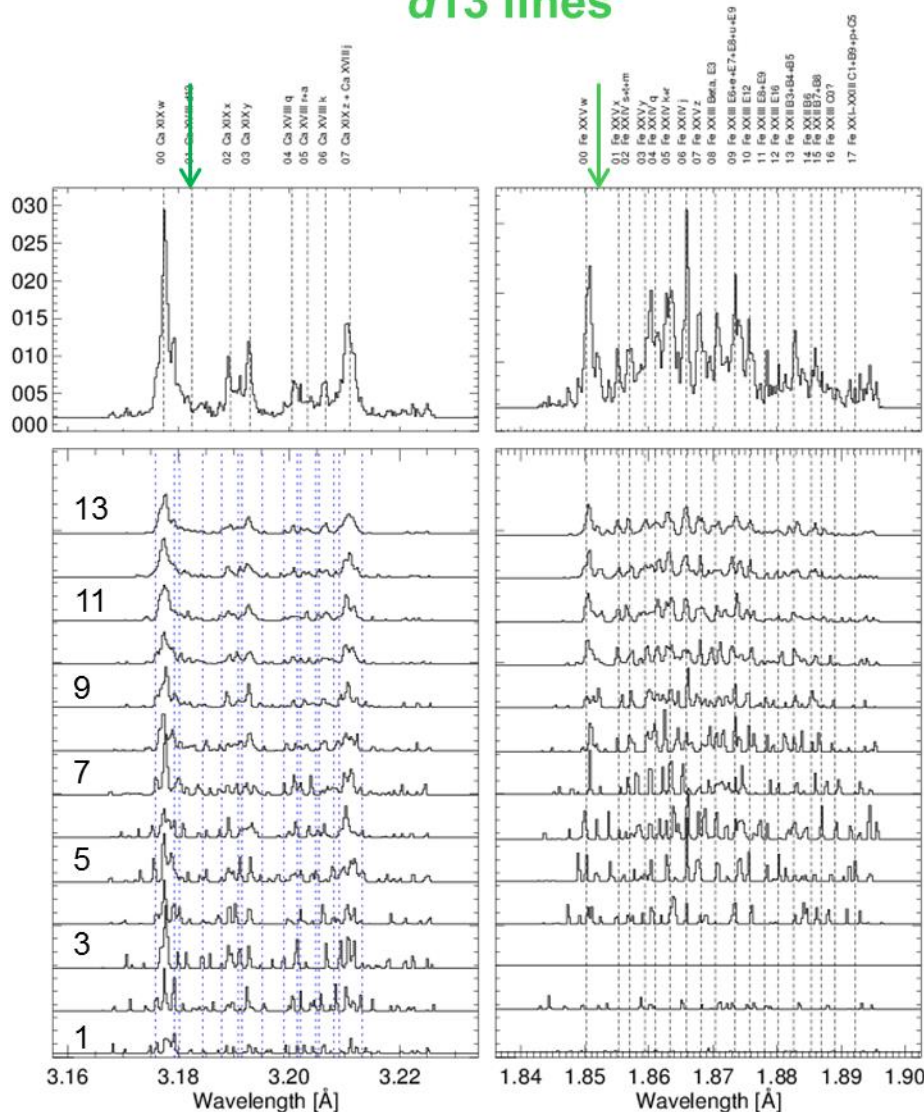 d13 lines
00 Ca XIX w
02 Ca XIX x
03 Ca XIX y
04 Ca XVIII q
05 Ca XVIII r+a
06 Ca XVIII k
07 Ca XIX z + Ca XVIII j
00 Fe XXV w
01 Fe XXV x
02 Fe XXIV s+t+m
03 Fe XXV y
04 Fe XXIV q
05 Fe XXIV k+r
06 Fe XXIV j
07 Fe XXV z
08 Fe XXIII Beta, E3
09 Fe XXIII E6+e+E7+E8+u+E9
10 Fe XXIII E12
11 Fe XXIII E8+E9
12 Fe XXIII E16
13 Fe XXII B3+B4+B5
14 Fe XXII B6
15 Fe XXII B7+B8
16 Fe XXIII C0?
17 Fe XXI-XXIII C1+B9+p+C5
030
025
020
015
010
005
000
13
11
9
7
5
3
1
3.16 3.18 3.20 3.22
Wavelength [Å]
1.84 1.85 1.86 1.87 1.88 1.89 1.90
Wavelength [Å]